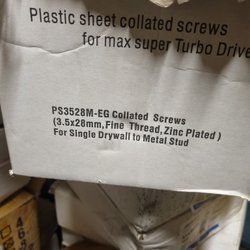 Plastic sheet collated screws
for max super Turbo Drive
PS3528M-EG Collated Screws
(3.5x28mm,Fine Thread,Zinc Plated)
For Single Drywall to Metal Stud